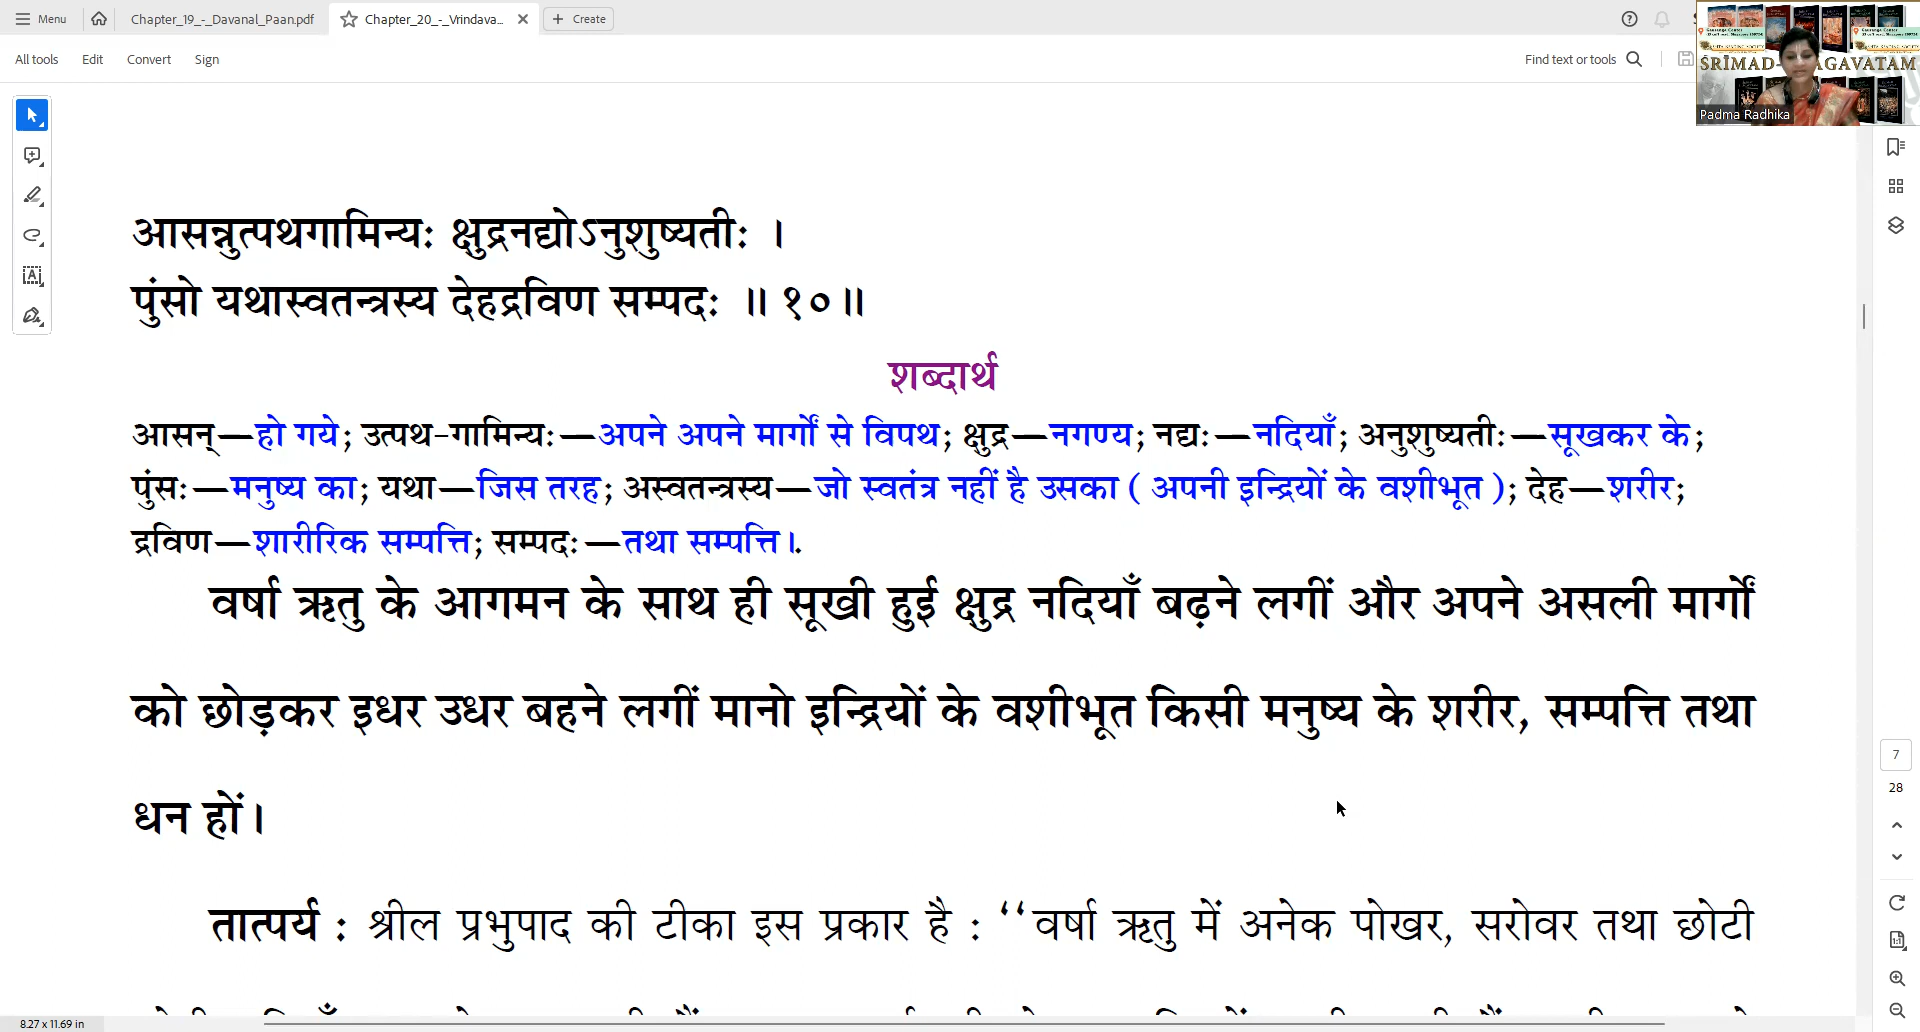 Menu
Chapter_19_-_Davanal_Paan.pdf
Chapter_20_-_Vrindava...
Create
All tools
Edit
Convert
Sign
Find text or tools
ŚRĪMAD-
AGAVATAM
Padma Radhika
आसन्नुत्पथगामिन्यः क्षुद्रनद्योऽनुशुष्यतीः ।
पुंसो यथास्वतन्त्रस्य देहद्रविण सम्पदः ॥ १०॥
शब्दार्थ
आसन्—हो गये; उत्पथ-गामिन्यः—अपने अपने मार्गों से विपथ; क्षुद्र—नगण्य; नद्यः—नदियाँ; अनुशुष्यतीः—सूखकर के;
पुंसः—मनुष्य का; यथा—जिस तरह; अस्वतन्त्रस्य—जो स्वतंत्र नहीं है उसका ( अपनी इन्द्रियों के वशीभूत ); देह—शरीर;
द्रविण—शारीरिक सम्पत्ति; सम्पदः—तथा सम्पत्ति।.
वर्षा ऋतु के आगमन के साथ ही सूखी हुई क्षुद्र नदियाँ बढ़ने लगीं और अपने असली मार्गों
को छोड़कर इधर उधर बहने लगीं मानो इन्द्रियों के वशीभूत किसी मनुष्य के शरीर, सम्पत्ति तथा
धन हों।
तात्पर्य : श्रील प्रभुपाद की टीका इस प्रकार है : ‘‘वर्षा ऋतु में अनेक पोखर, सरोवर तथा छोटी
7
28
8.27 x 11.69 in